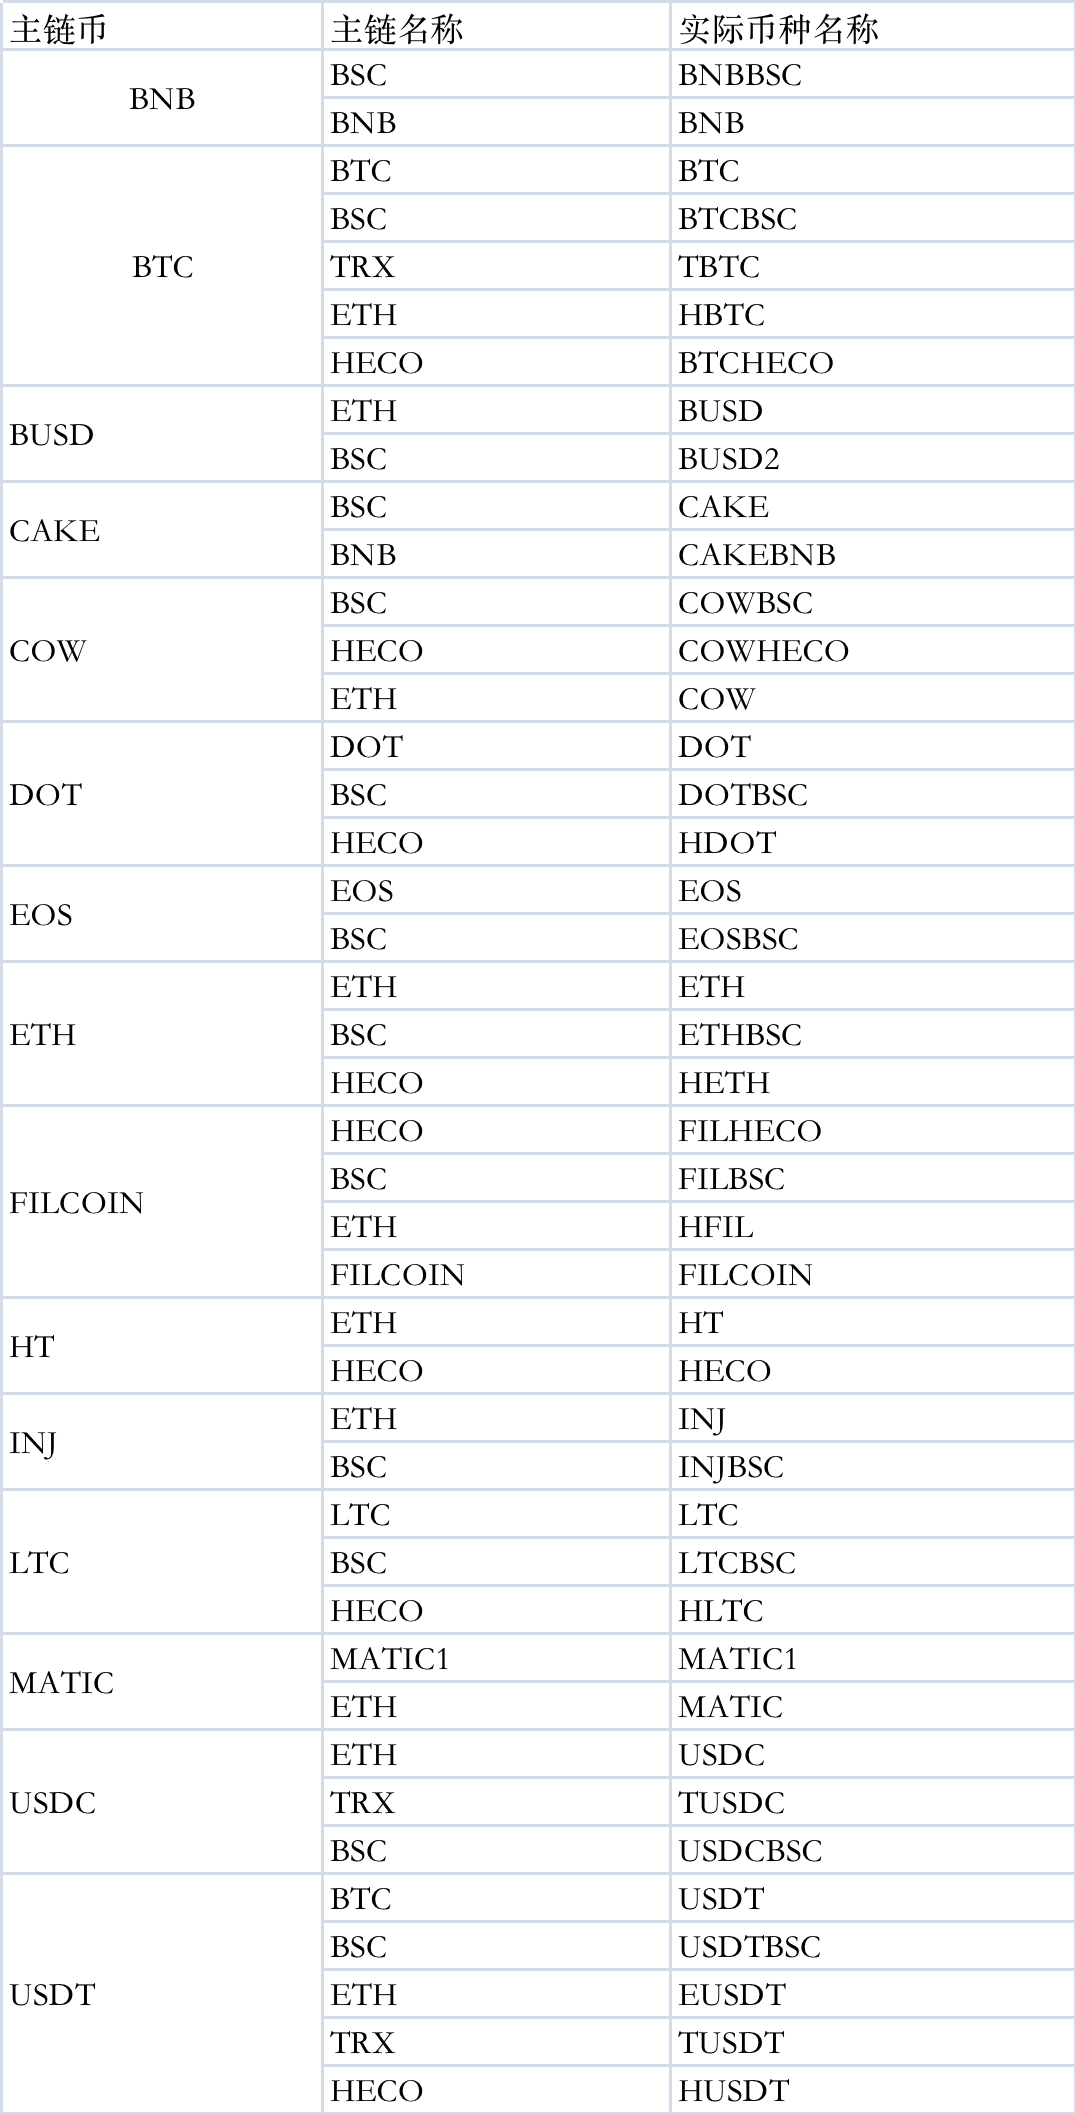 主链币 主链名称 实际币种名称
BNB BSC BNBBSC
BNB BNB
BTC BTC BTC
BSC BTCBSC
TRX TBTC
ETH HBTC
HECO BTCHECO
BUSD ETH BUSD
BSC BUSD2
CAKE BSC CAKE
BNB CAKEBNB
COW BSC COWBSC
HECO COWHECO
ETH COW
DOT DOT DOT
BSC DOTBSC
HECO HDOT
EOS EOS EOS
BSC EOSBSC
ETH ETH ETH
BSC ETHBSC
HECO HETH
FILCOIN HECO FILHECO
BSC FILBSC
ETH HFIL
FILCOIN FILCOIN
HT ETH HT
HECO HECO
INJ ETH INJ
BSC INJBSC
LTC LTC LTC
BSC LTCBSC
HECO HLTC
MATIC MATIC1 MATIC1
ETH MATIC
USDC ETH USDC
TRX TUSDC
BSC USDCBSC
USDT BTC USDT
BSC USDTBSC
ETH EUSDT
TRX TUSDT
HECO HUSDT